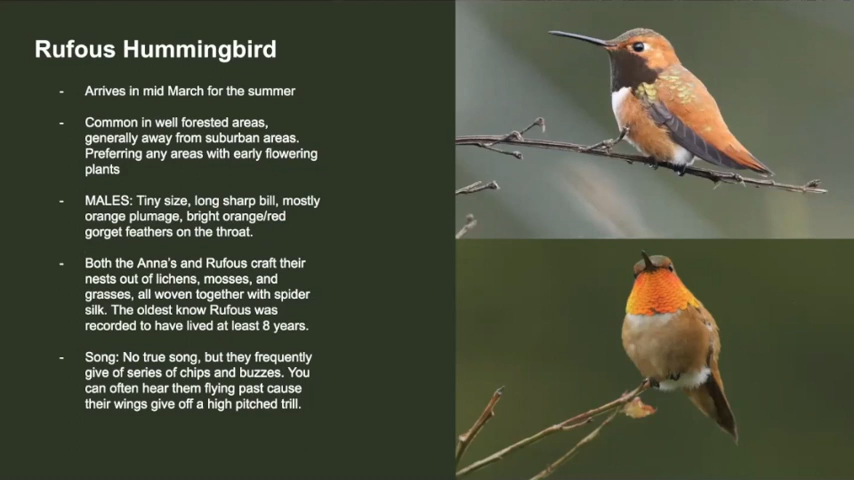 Rufous Hummingbird
- Arrives in mid March for the summer
- Common in well forested areas,
generally away from suburban areas.
Preferring any areas with early flowering
plants
- MALES: Tiny size, long sharp bill, mostly
orange plumage, bright orange/red
gorget feathers on the throat.
- Both the Anna's and Rufous craft their
nests out of lichens, mosses, and
grasses, all woven together with spider
silk. The oldest know Rufous was
recorded to have lived at least 8 years.
- Song: No true song, but they frequently
give of series of chips and buzzes. You
can often hear them flying past cause
their wings give off a high pitched trill.